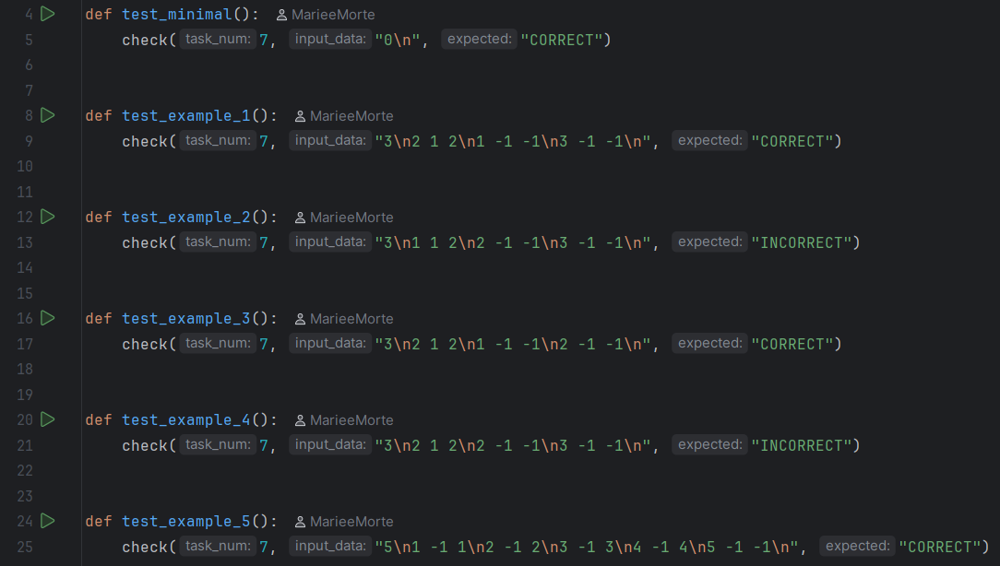 4 def test_minimal(): MarieeMorte
5 check( task_num: 7, input_data: "0\n", expected: "CORRECT")
6
7
8 def test_example_1(): MarieeMorte
9 check( task_num: 7, input_data: "3\n2 1 2\n1 -1 -1\n3 -1 -1\n", expected: "CORRECT")
10
11
12 def test_example_2(): MarieeMorte
13 check( task_num: 7, input_data: "3\n1 1 2\n2 -1 -1\n3 -1 -1\n", expected: "INCORRECT")
14
15
16 def test_example_3(): MarieeMorte
17 check( task_num: 7, input_data: "3\n2 1 2\n1 -1 -1\n2 -1 -1\n", expected: "CORRECT")
18
19
20 def test_example_4(): MarieeMorte
21 check( task_num: 7, input_data: "3\n2 1 2\n2 -1 -1\n3 -1 -1\n", expected: "INCORRECT")
22
23
24 def test_example_5(): MarieeMorte
25 check( task_num: 7, input_data: "5\n1 -1 1\n2 -1 2\n3 -1 3\n4 -1 4\n5 -1 -1\n", expected: "CORRECT")